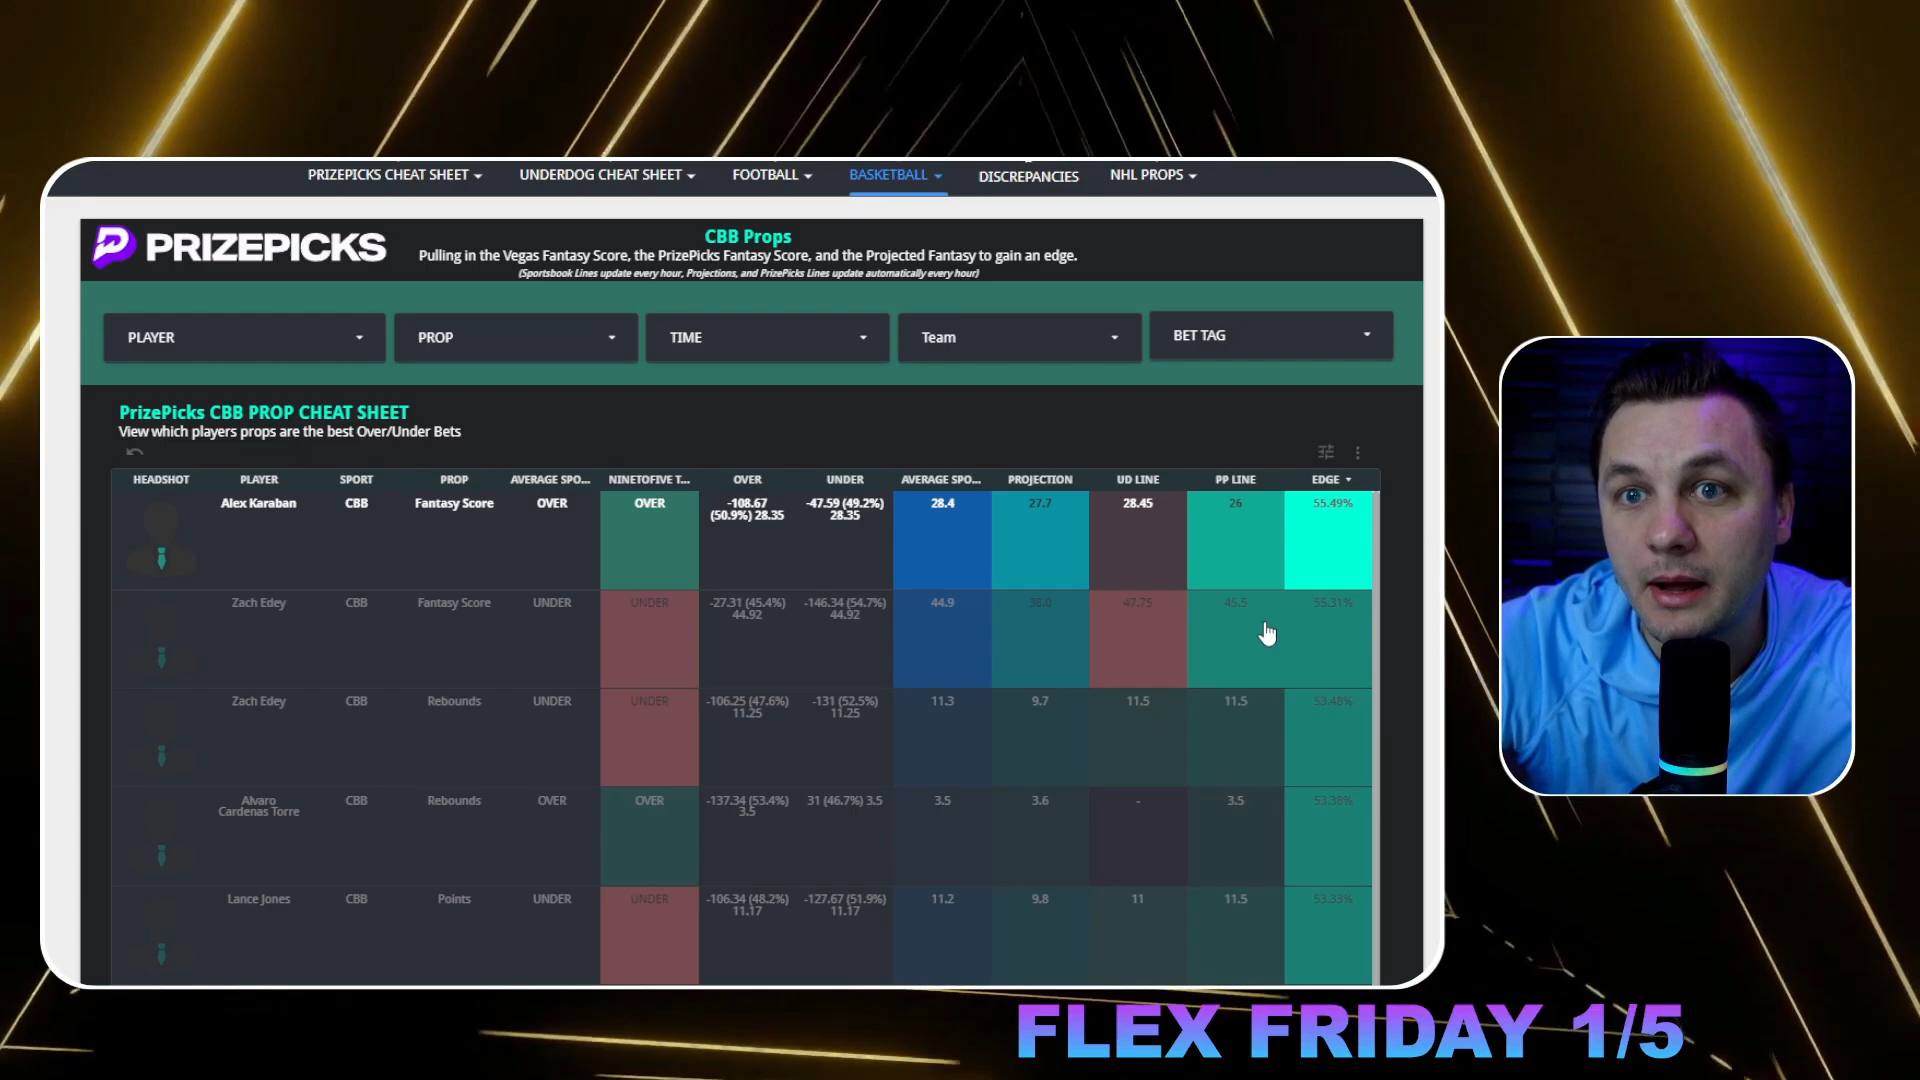 PRIZEPICKS CHEAT SHEET
UNDERDOG CHEAT SHEET
FOOTBALL
BASKETBALL
DISCREPANCIES
NHL PROPS
PRIZEPICKS
CBB Props
Pulling in the Vegas Fantasy Score, the PrizePicks Fantasy Score, and the Projected Fantasy to gain an edge.
(Sportsbook Lines update every hour, Projections, and PrizePicks Lines update automatically every hour)
PLAYER
PROP
TIME
Team
BET TAG
PrizePicks CBB PROP CHEAT SHEET
View which players props are the best Over/Under Bets
HEADSHOT PLAYER SPORT PROP AVERAGE SPO... NINETOFIVE T... OVER UNDER AVERAGE SPO... PROJECTION UD LINE PP LINE EDGE
Alex Karaban CBB Fantasy Score OVER OVER -108.67 -47.59 (49.2%) 28.4 27.7 28.45 26 55.49%
(50.9%) 28.35 28.35
Zach Edey CBB Fantasy Score UNDER UNDER -27.31 (45.4%) -146.34 (54.7%) 44.9 38.0 47.75 45.5 55.31%
44.92 44.92
Zach Edey CBB Rebounds UNDER UNDER -106.25 (47.6%) -131 (52.5%) 11.3 9.7 11.5 11.5 53.48%
11.25 11.25
Alvaro CBB Rebounds OVER OVER -137.34 (53.4%) 31 (46.7%) 3.5 3.5 3.6 - 3.5 53.38%
Cardenas Torre 3.5
Lance Jones CBB Points UNDER UNDER -106.34 (48.2%) -127.67 (51.9%) 11.2 9.8 11 11.5 53.33%
11.17 11.17
FLEX FRIDAY 1/5